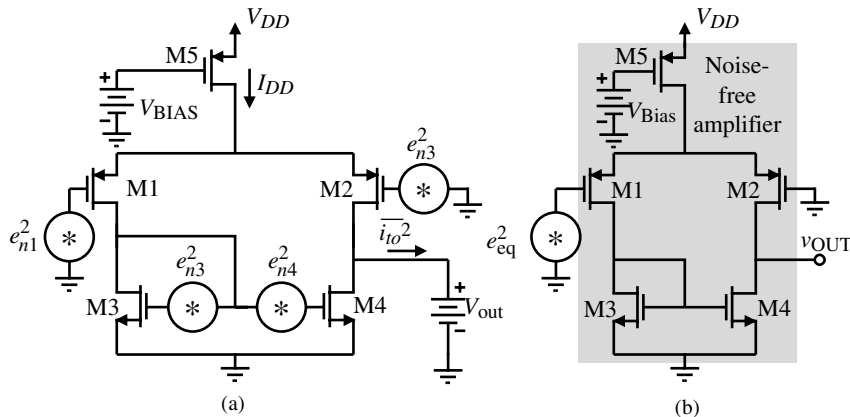 V_DD
M5
I_DD
+
V_BIAS
-
e_n3^2
M1
M2
*
i_to^2
e_n1^2
*
e_n3^2
e_n4^2
M3
*
*
M4
+
V_out
-
(a)
V_DD
M5
Noise-
free
amplifier
+
V_Bias
-
M1
M2
e_eq^2
*
v_OUT
M3
M4
(b)